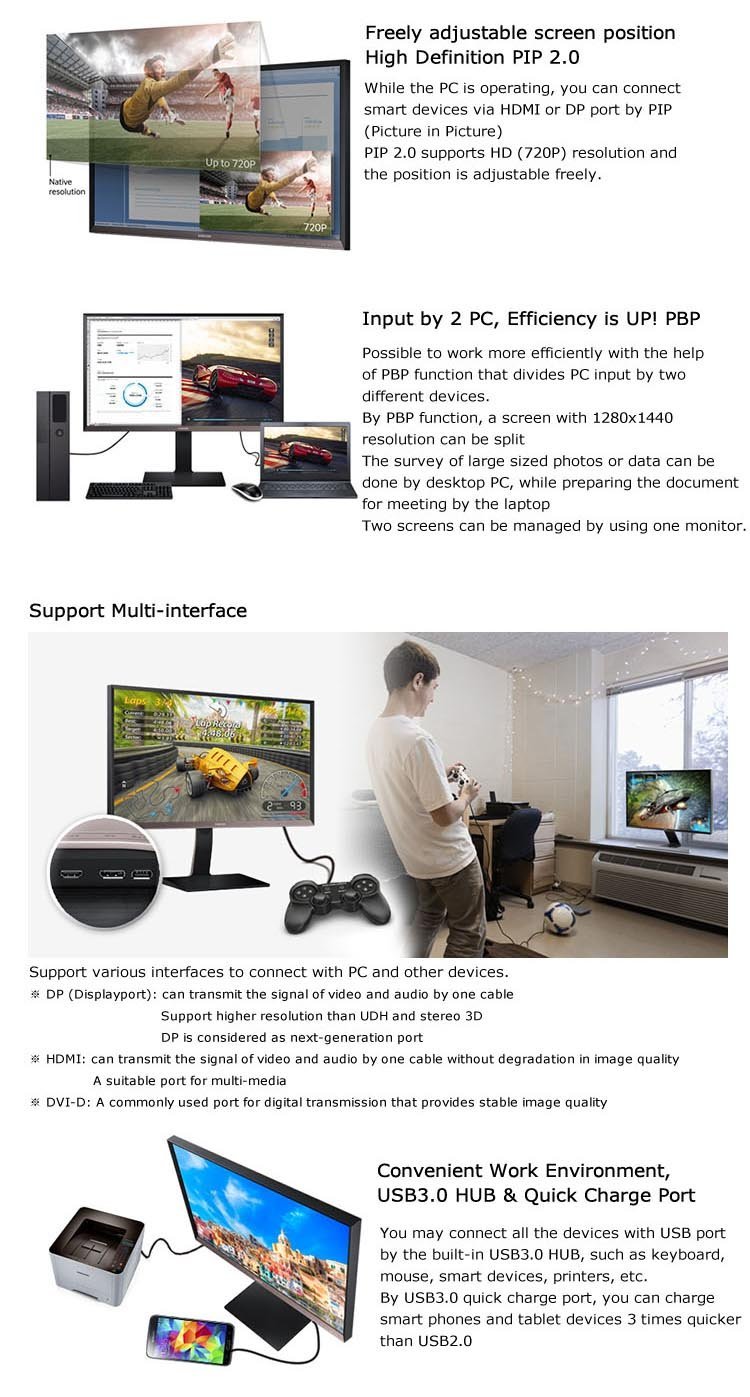 Freely adjustable screen position
High Definition PIP 2.0
While the PC is operating, you can connect
smart devices via HDMI or DP port by PIP
(Picture in Picture)
PIP 2.0 supports HD (720P) resolution and
the position is adjustable freely.
Up to 720P
Native
resolution
720P
Input by 2 PC, Efficiency is UP! PBP
Possible to work more efficiently with the help
of PBP function that divides PC input by two
different devices.
By PBP function, a screen with 1280x1440
resolution can be split
The survey of large sized photos or data can be
done by desktop PC, while preparing the document
for meeting by the laptop
Two screens can be managed by using one monitor.
Support Multi-interface
Laps 3/4
Lap Record
4:48.06
2 93
Support various interfaces to connect with PC and other devices.
※ DP (Displayport): can transmit the signal of video and audio by one cable
Support higher resolution than UDH and stereo 3D
DP is considered as next-generation port
※ HDMI: can transmit the signal of video and audio by one cable without degradation in image quality
A suitable port for multi-media
※ DVI-D: A commonly used port for digital transmission that provides stable image quality
Convenient Work Environment,
USB3.0 HUB & Quick Charge Port
You may connect all the devices with USB port
by the built-in USB3.0 HUB, such as keyboard,
mouse, smart devices, printers, etc.
By USB3.0 quick charge port, you can charge
smart phones and tablet devices 3 times quicker
than USB2.0